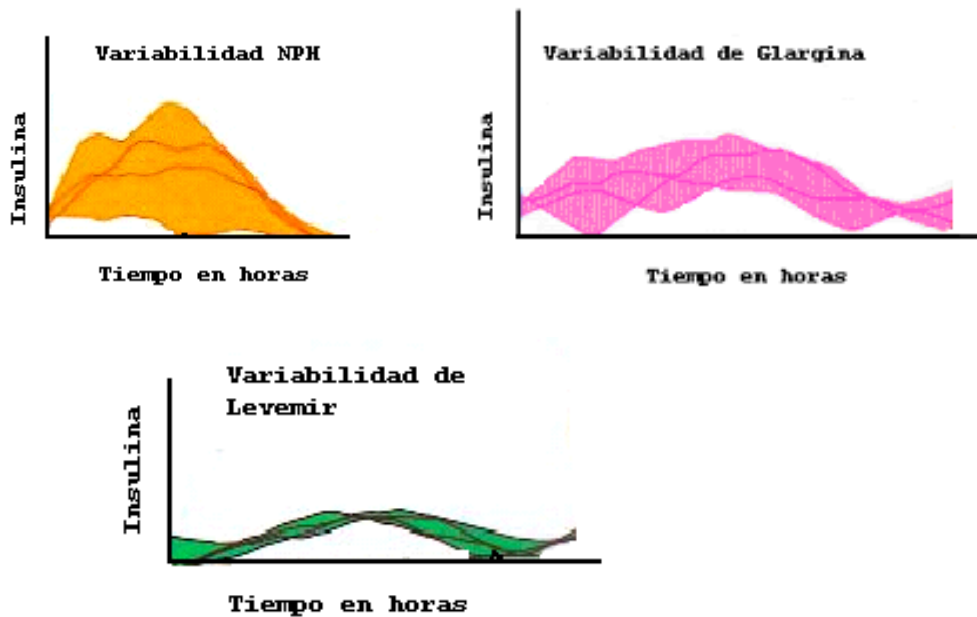 Variabilidad NPH
Insulina
Tiempo en horas
Variabilidad de Glargina
Insulina
Tiempo en horas
Variabilidad de
Levemir
Insulina
Tiempo en horas